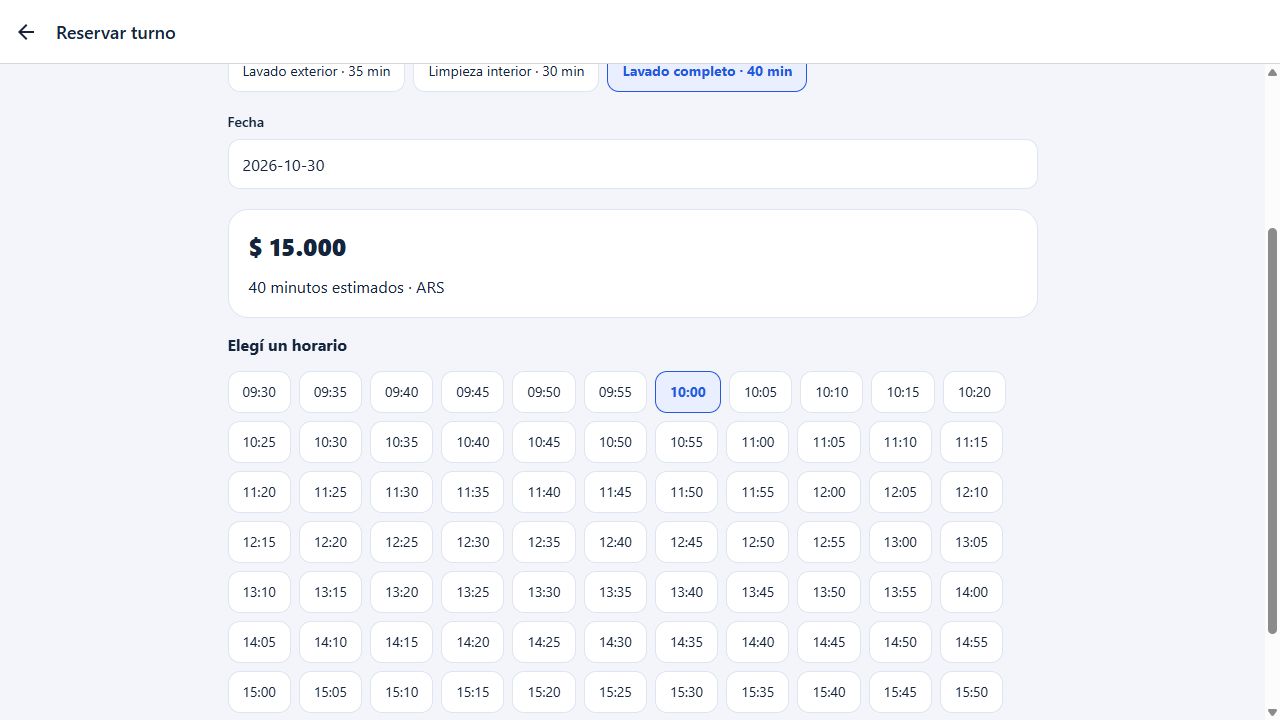 Reservar turno
Lavado exterior · 35 min Limpieza interior · 30 min Lavado completo · 40 min
Fecha
2026-10-30
$ 15.000
40 minutos estimados · ARS
Elegí un horario
09:30 09:35 09:40 09:45 09:50 09:55 10:00 10:05 10:10 10:15 10:20
10:25 10:30 10:35 10:40 10:45 10:50 10:55 11:00 11:05 11:10 11:15
11:20 11:25 11:30 11:35 11:40 11:45 11:50 11:55 12:00 12:05 12:10
12:15 12:20 12:25 12:30 12:35 12:40 12:45 12:50 12:55 13:00 13:05
13:10 13:15 13:20 13:25 13:30 13:35 13:40 13:45 13:50 13:55 14:00
14:05 14:10 14:15 14:20 14:25 14:30 14:35 14:40 14:45 14:50 14:55
15:00 15:05 15:10 15:15 15:20 15:25 15:30 15:35 15:40 15:45 15:50